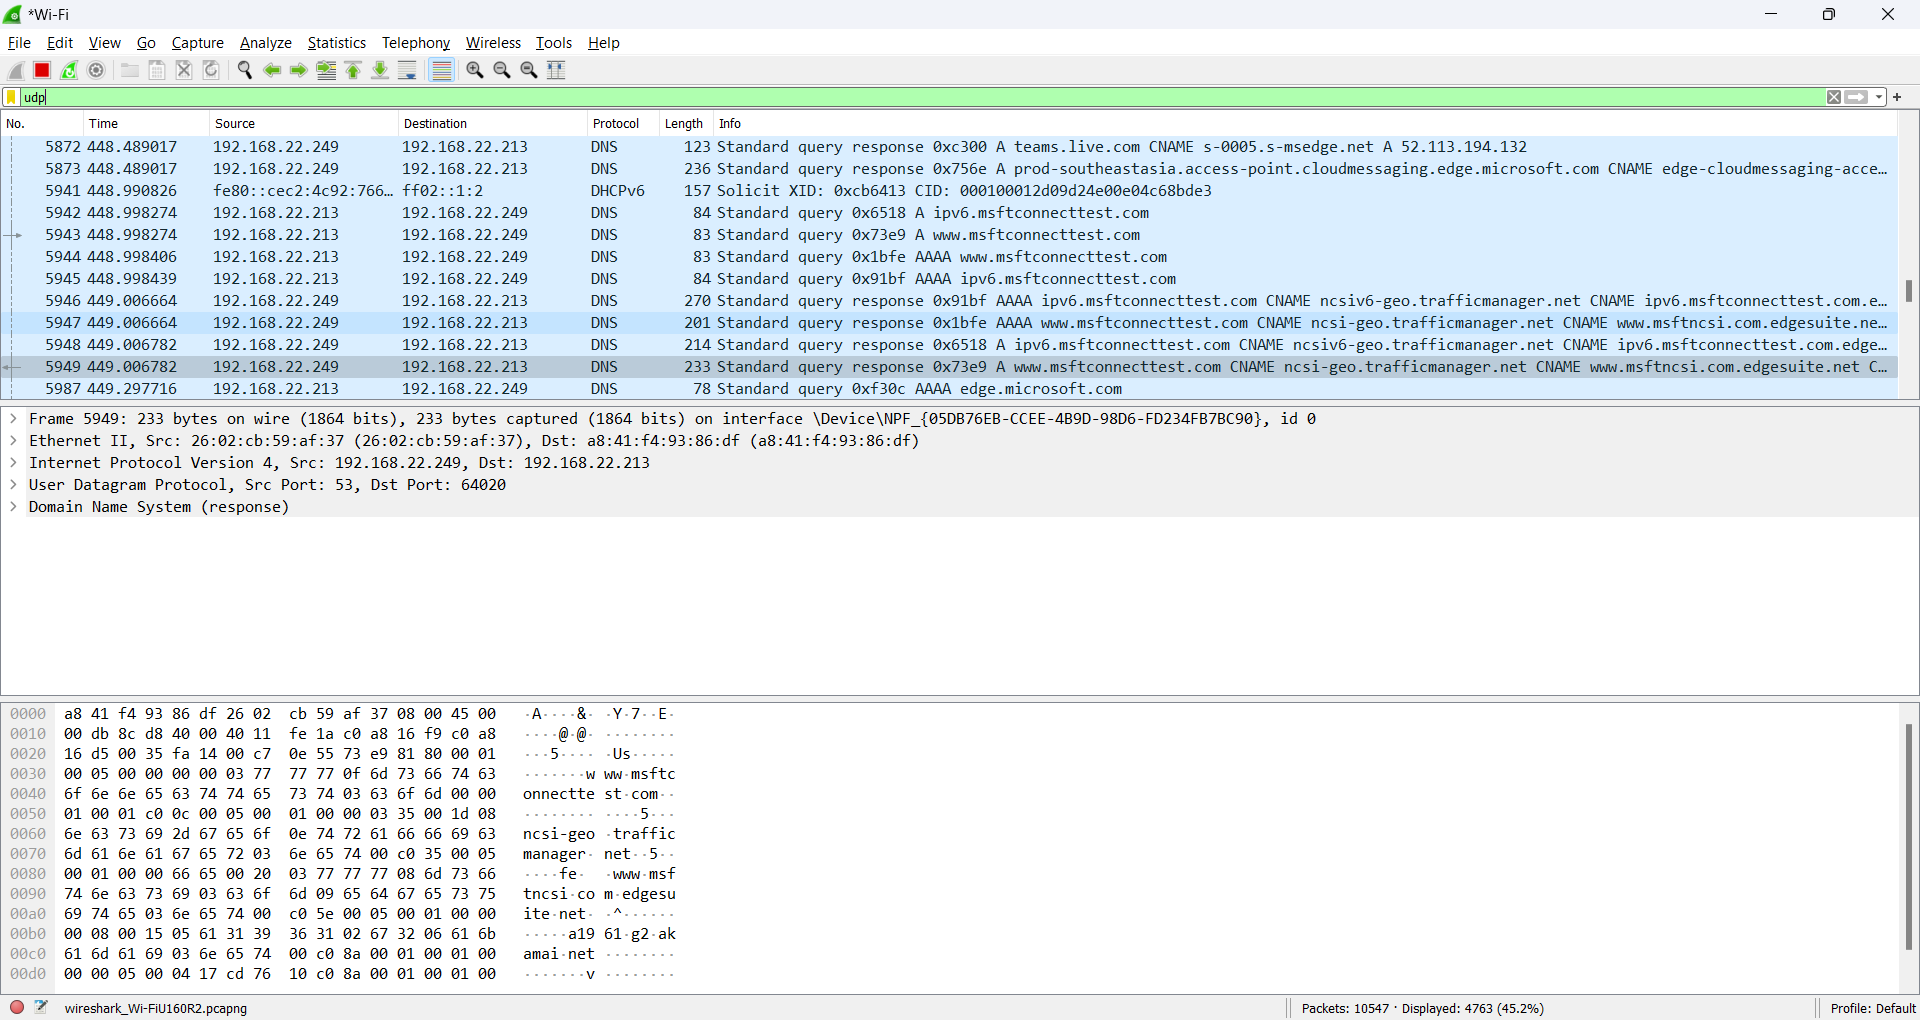 *Wi-Fi
File Edit View Go Capture Analyze Statistics Telephony Wireless Tools Help
udp
No. Time Source Destination Protocol Length Info
5872 448.489017 192.168.22.249 192.168.22.213 DNS 123 Standard query response 0xc300 A teams.live.com CNAME s-0005.s-msedge.net A 52.113.194.132
5873 448.489017 192.168.22.249 192.168.22.213 DNS 236 Standard query response 0x756e A prod-southeastasia.access-point.cloudmessaging.edge.microsoft.com CNAME edge-cloudmessaging-acce…
5941 448.990826 fe80::cec2:4c92:766… ff02::1:2 DHCPv6 157 Solicit XID: 0xcb6413 CID: 000100012d09d24e00e04c68bde3
5942 448.998274 192.168.22.213 192.168.22.249 DNS 84 Standard query 0x6518 A ipv6.msftconnecttest.com
5943 448.998274 192.168.22.213 192.168.22.249 DNS 83 Standard query 0x73e9 A www.msftconnecttest.com
5944 448.998406 192.168.22.213 192.168.22.249 DNS 83 Standard query 0x1bfe AAAA www.msftconnecttest.com
5945 448.998439 192.168.22.213 192.168.22.249 DNS 84 Standard query 0x91bf AAAA ipv6.msftconnecttest.com
5946 449.006664 192.168.22.249 192.168.22.213 DNS 270 Standard query response 0x91bf AAAA ipv6.msftconnecttest.com CNAME ncsiv6-geo.trafficmanager.net CNAME ipv6.msftconnecttest.com.e…
5947 449.006664 192.168.22.249 192.168.22.213 DNS 201 Standard query response 0x1bfe AAAA www.msftconnecttest.com CNAME ncsi-geo.trafficmanager.net CNAME www.msftncsi.com.edgesuite.ne…
5948 449.006782 192.168.22.249 192.168.22.213 DNS 214 Standard query response 0x6518 A ipv6.msftconnecttest.com CNAME ncsiv6-geo.trafficmanager.net CNAME ipv6.msftconnecttest.com.edge…
5949 449.006782 192.168.22.249 192.168.22.213 DNS 233 Standard query response 0x73e9 A www.msftconnecttest.com CNAME ncsi-geo.trafficmanager.net CNAME www.msftncsi.com.edgesuite.net C…
5987 449.297716 192.168.22.213 192.168.22.249 DNS 78 Standard query 0xf30c AAAA edge.microsoft.com
Frame 5949: 233 bytes on wire (1864 bits), 233 bytes captured (1864 bits) on interface \Device\NPF_{05DB76EB-CCEE-4B9D-98D6-FD234FB7BC90}, id 0
Ethernet II, Src: 26:02:cb:59:af:37 (26:02:cb:59:af:37), Dst: a8:41:f4:93:86:df (a8:41:f4:93:86:df)
Internet Protocol Version 4, Src: 192.168.22.249, Dst: 192.168.22.213
User Datagram Protocol, Src Port: 53, Dst Port: 64020
Domain Name System (response)
0000 a8 41 f4 93 86 df 26 02 cb 59 af 37 08 00 45 00 ·A····&· ·Y·7··E·
0010 00 db 8c d8 40 00 40 11 fe 1a c0 a8 16 f9 c0 a8 ····@·@· ········
0020 16 d5 00 35 fa 14 00 c7 0e 55 73 e9 81 80 00 01 ···5···· ·Us·····
0030 00 05 00 00 00 00 03 77 77 77 0f 6d 73 66 74 63 ·······w ww·msftc
0040 6f 6e 6e 65 63 74 74 65 73 74 03 63 6f 6d 00 00 onnectte st·com··
0050 01 00 01 c0 0c 00 05 00 01 00 00 03 35 00 1d 08 ········ ····5···
0060 6e 63 73 69 2d 67 65 6f 0e 74 72 61 66 66 69 63 ncsi-geo ·traffic
0070 6d 61 6e 61 67 65 72 03 6e 65 74 00 c0 35 00 05 manager· net··5··
0080 00 01 00 00 66 65 00 20 03 77 77 77 08 6d 73 66 ····fe·  ·www·msf
0090 74 6e 63 73 69 03 63 6f 6d 09 65 64 67 65 73 75 tncsi·co m·edgesu
00a0 69 74 65 03 6e 65 74 00 c0 5e 00 05 00 01 00 00 ite·net· ·^······
00b0 00 08 00 15 05 61 31 39 36 31 02 67 32 06 61 6b ·····a19 61·g2·ak
00c0 61 6d 61 69 03 6e 65 74 00 c0 8a 00 01 00 01 00 amai·net ········
00d0 00 00 05 00 04 17 cd 76 10 c0 8a 00 01 00 01 00 ·······v ········
wireshark_Wi-FiU160R2.pcapng Packets: 10547 · Displayed: 4763 (45.2%) Profile: Default